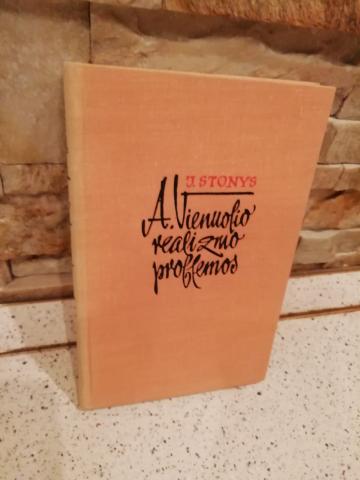 J. STONYS
A. Vienuolio
realizmo
problemos